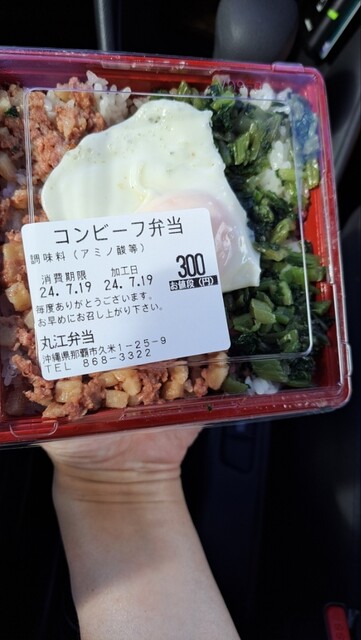 コンビーフ弁当
調味料(アミノ酸等)
消費期限 加工日
24.7.19 24.7.19
300
お値段(円)
毎度ありがとうございます。
お早めにお召し上がり下さい。
丸江弁当
沖縄県那覇市久米1-25-9
TEL 868-3322